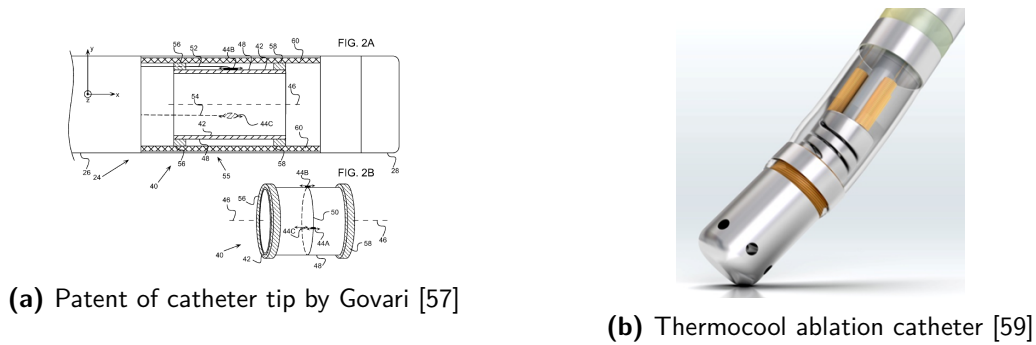 FIG. 2A
y
56
52
44B
48
42
58
60
46
z
x
54
44C
42
48
60
26
24
40
56
55
58
28
FIG. 2B
44B
46
56
50
44C
44A
46
40
42
48
58
(a) Patent of catheter tip by Govari [57]
(b) Thermocool ablation catheter [59]